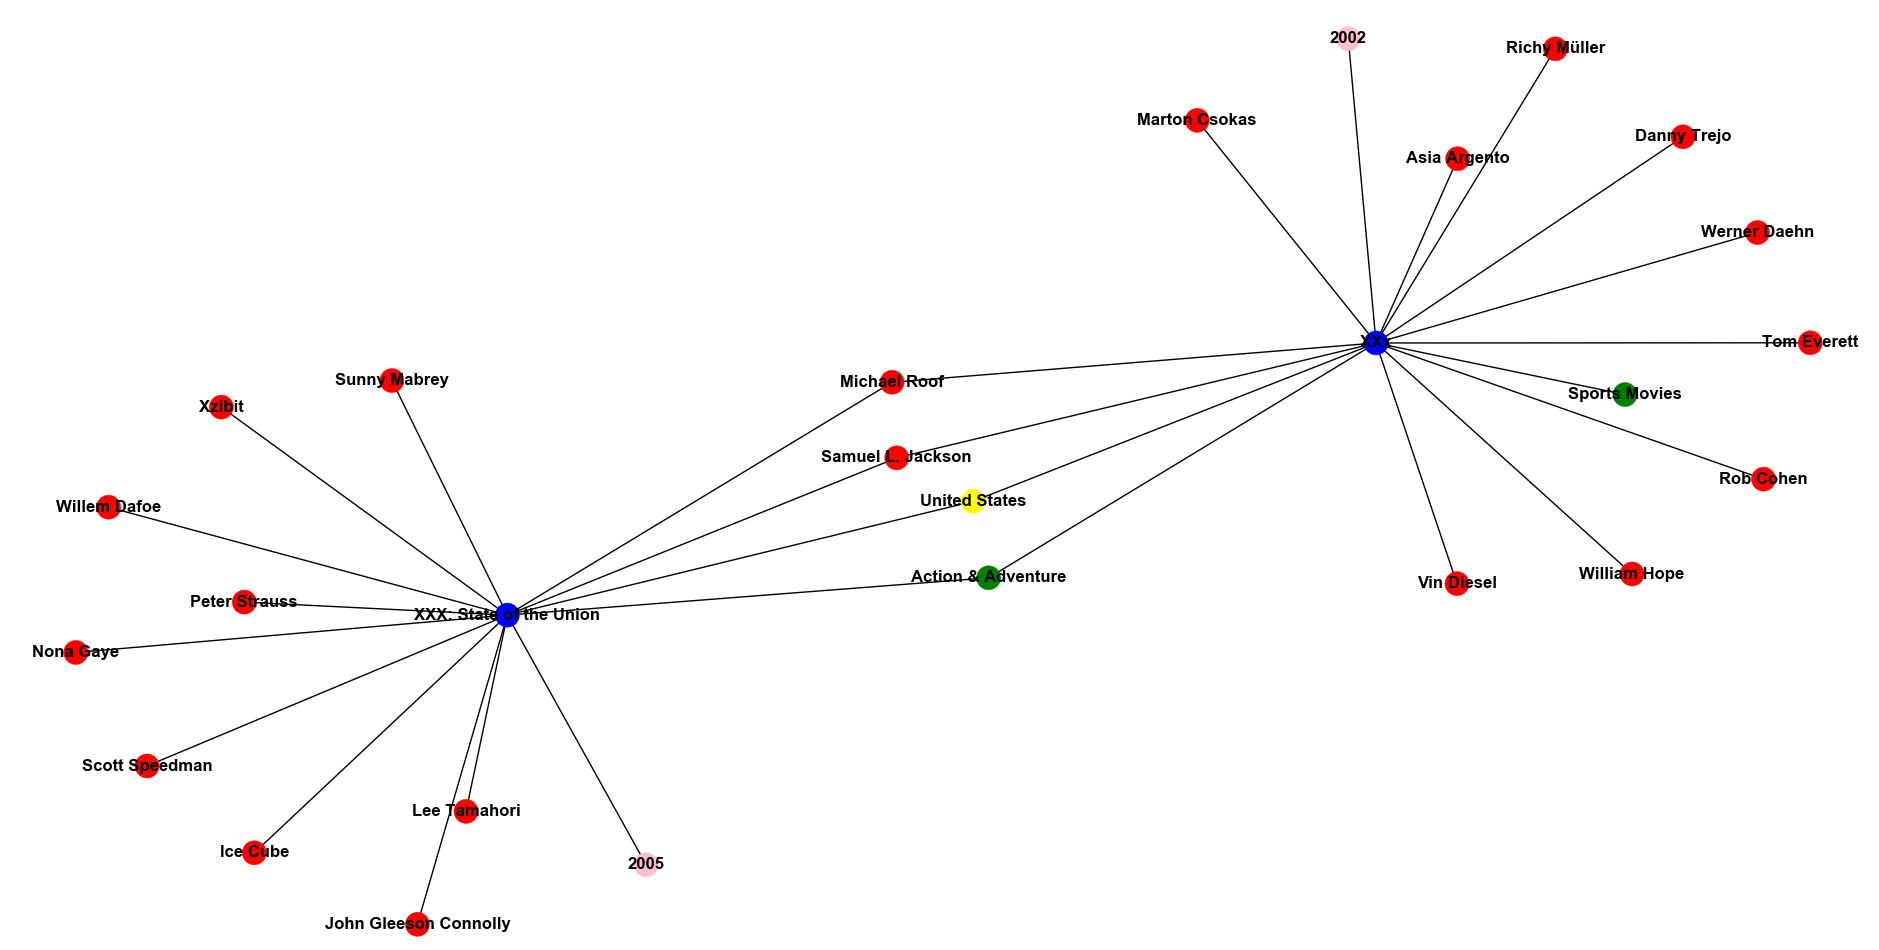 2002
Richy Müller
Marton Csokas
Danny Trejo
Asia Argento
Werner Daehn
XXx
Tom Everett
Sunny Mabrey
Michael Roof
Sports Movies
Xzibit
Samuel L. Jackson
Rob Cohen
United States
Willem Dafoe
William Hope
Action & Adventure
Vin Diesel
Peter Strauss
XXX: State of the Union
Nona Gaye
Scott Speedman
Lee Tamahori
Ice Cube
2005
John Gleeson Connolly